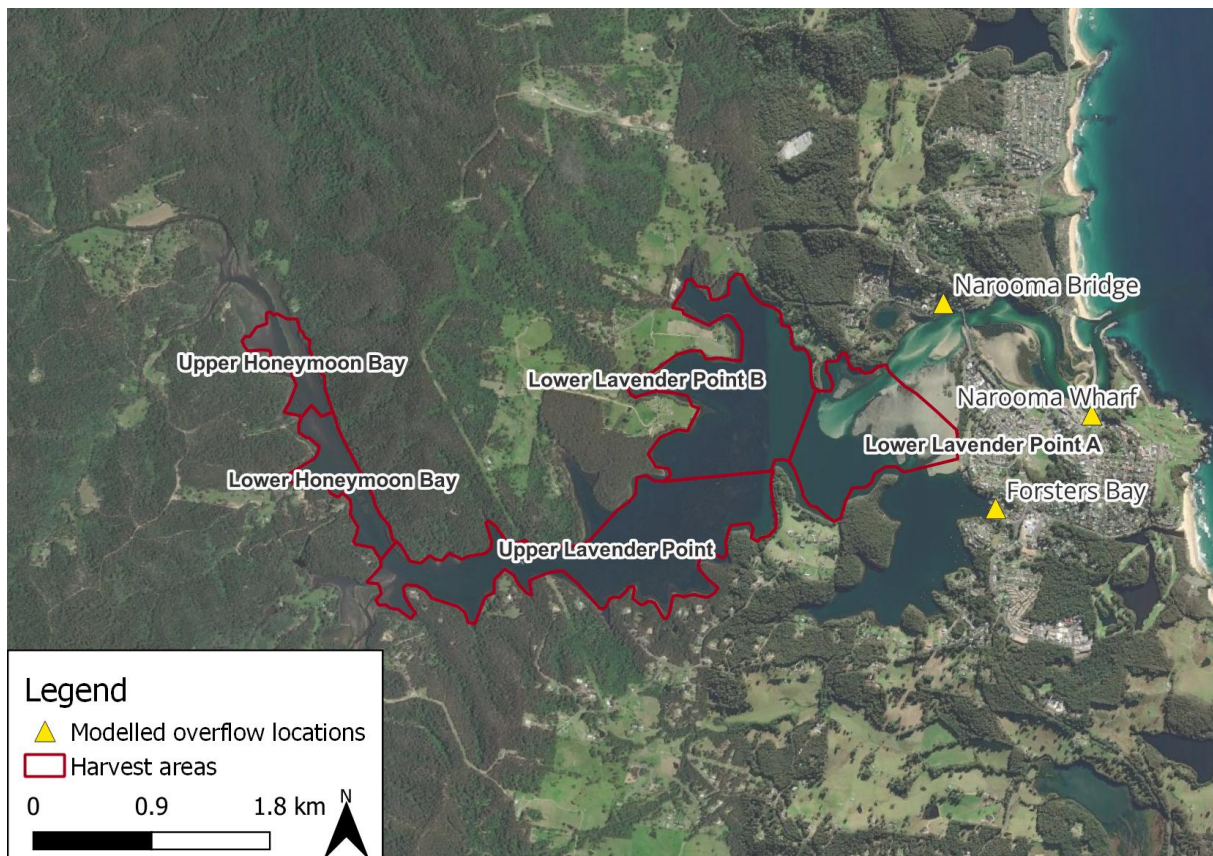 Narooma Bridge
Upper Honeymoon Bay
Lower Lavender Point B
Narooma Wharf
Lower Lavender Point A
Lower Honeymoon Bay
Forsters Bay
Upper Lavender Point
Legend
Modelled overflow locations
Harvest areas
0 0.9 1.8 km
N